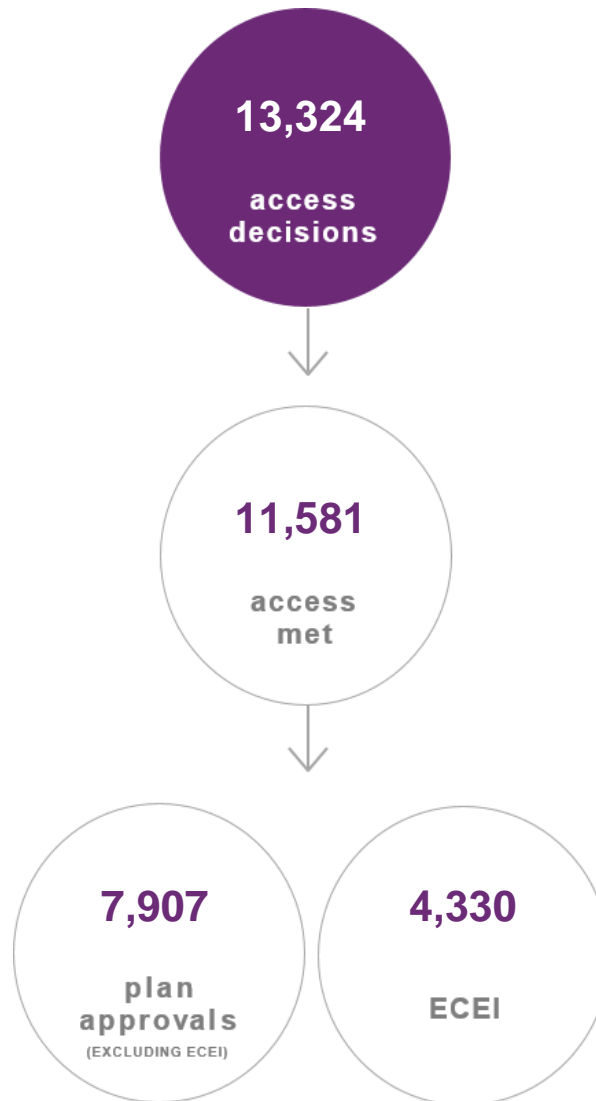 13,324
access
decisions
11,581
access
met
7,907
plan
approvals
(EXCLUDING ECEI)
4,330
ECEI